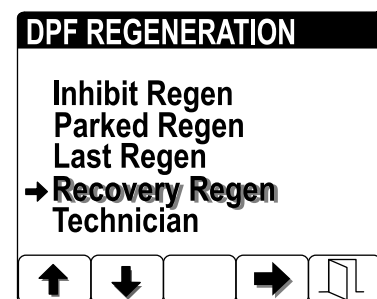 DPF REGENERATION
Inhibit Regen
Parked Regen
Last Regen
Recovery Regen
Technician